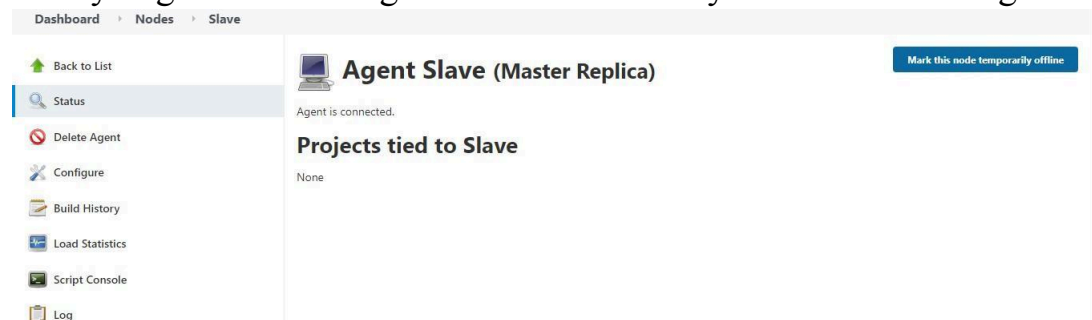 Dashboard Nodes Slave
Back to List
Status
Delete Agent
Configure
Build History
Load Statistics
Script Console
Log
Agent Slave (Master Replica)
Mark this node temporarily offline
Agent is connected.
Projects tied to Slave
None